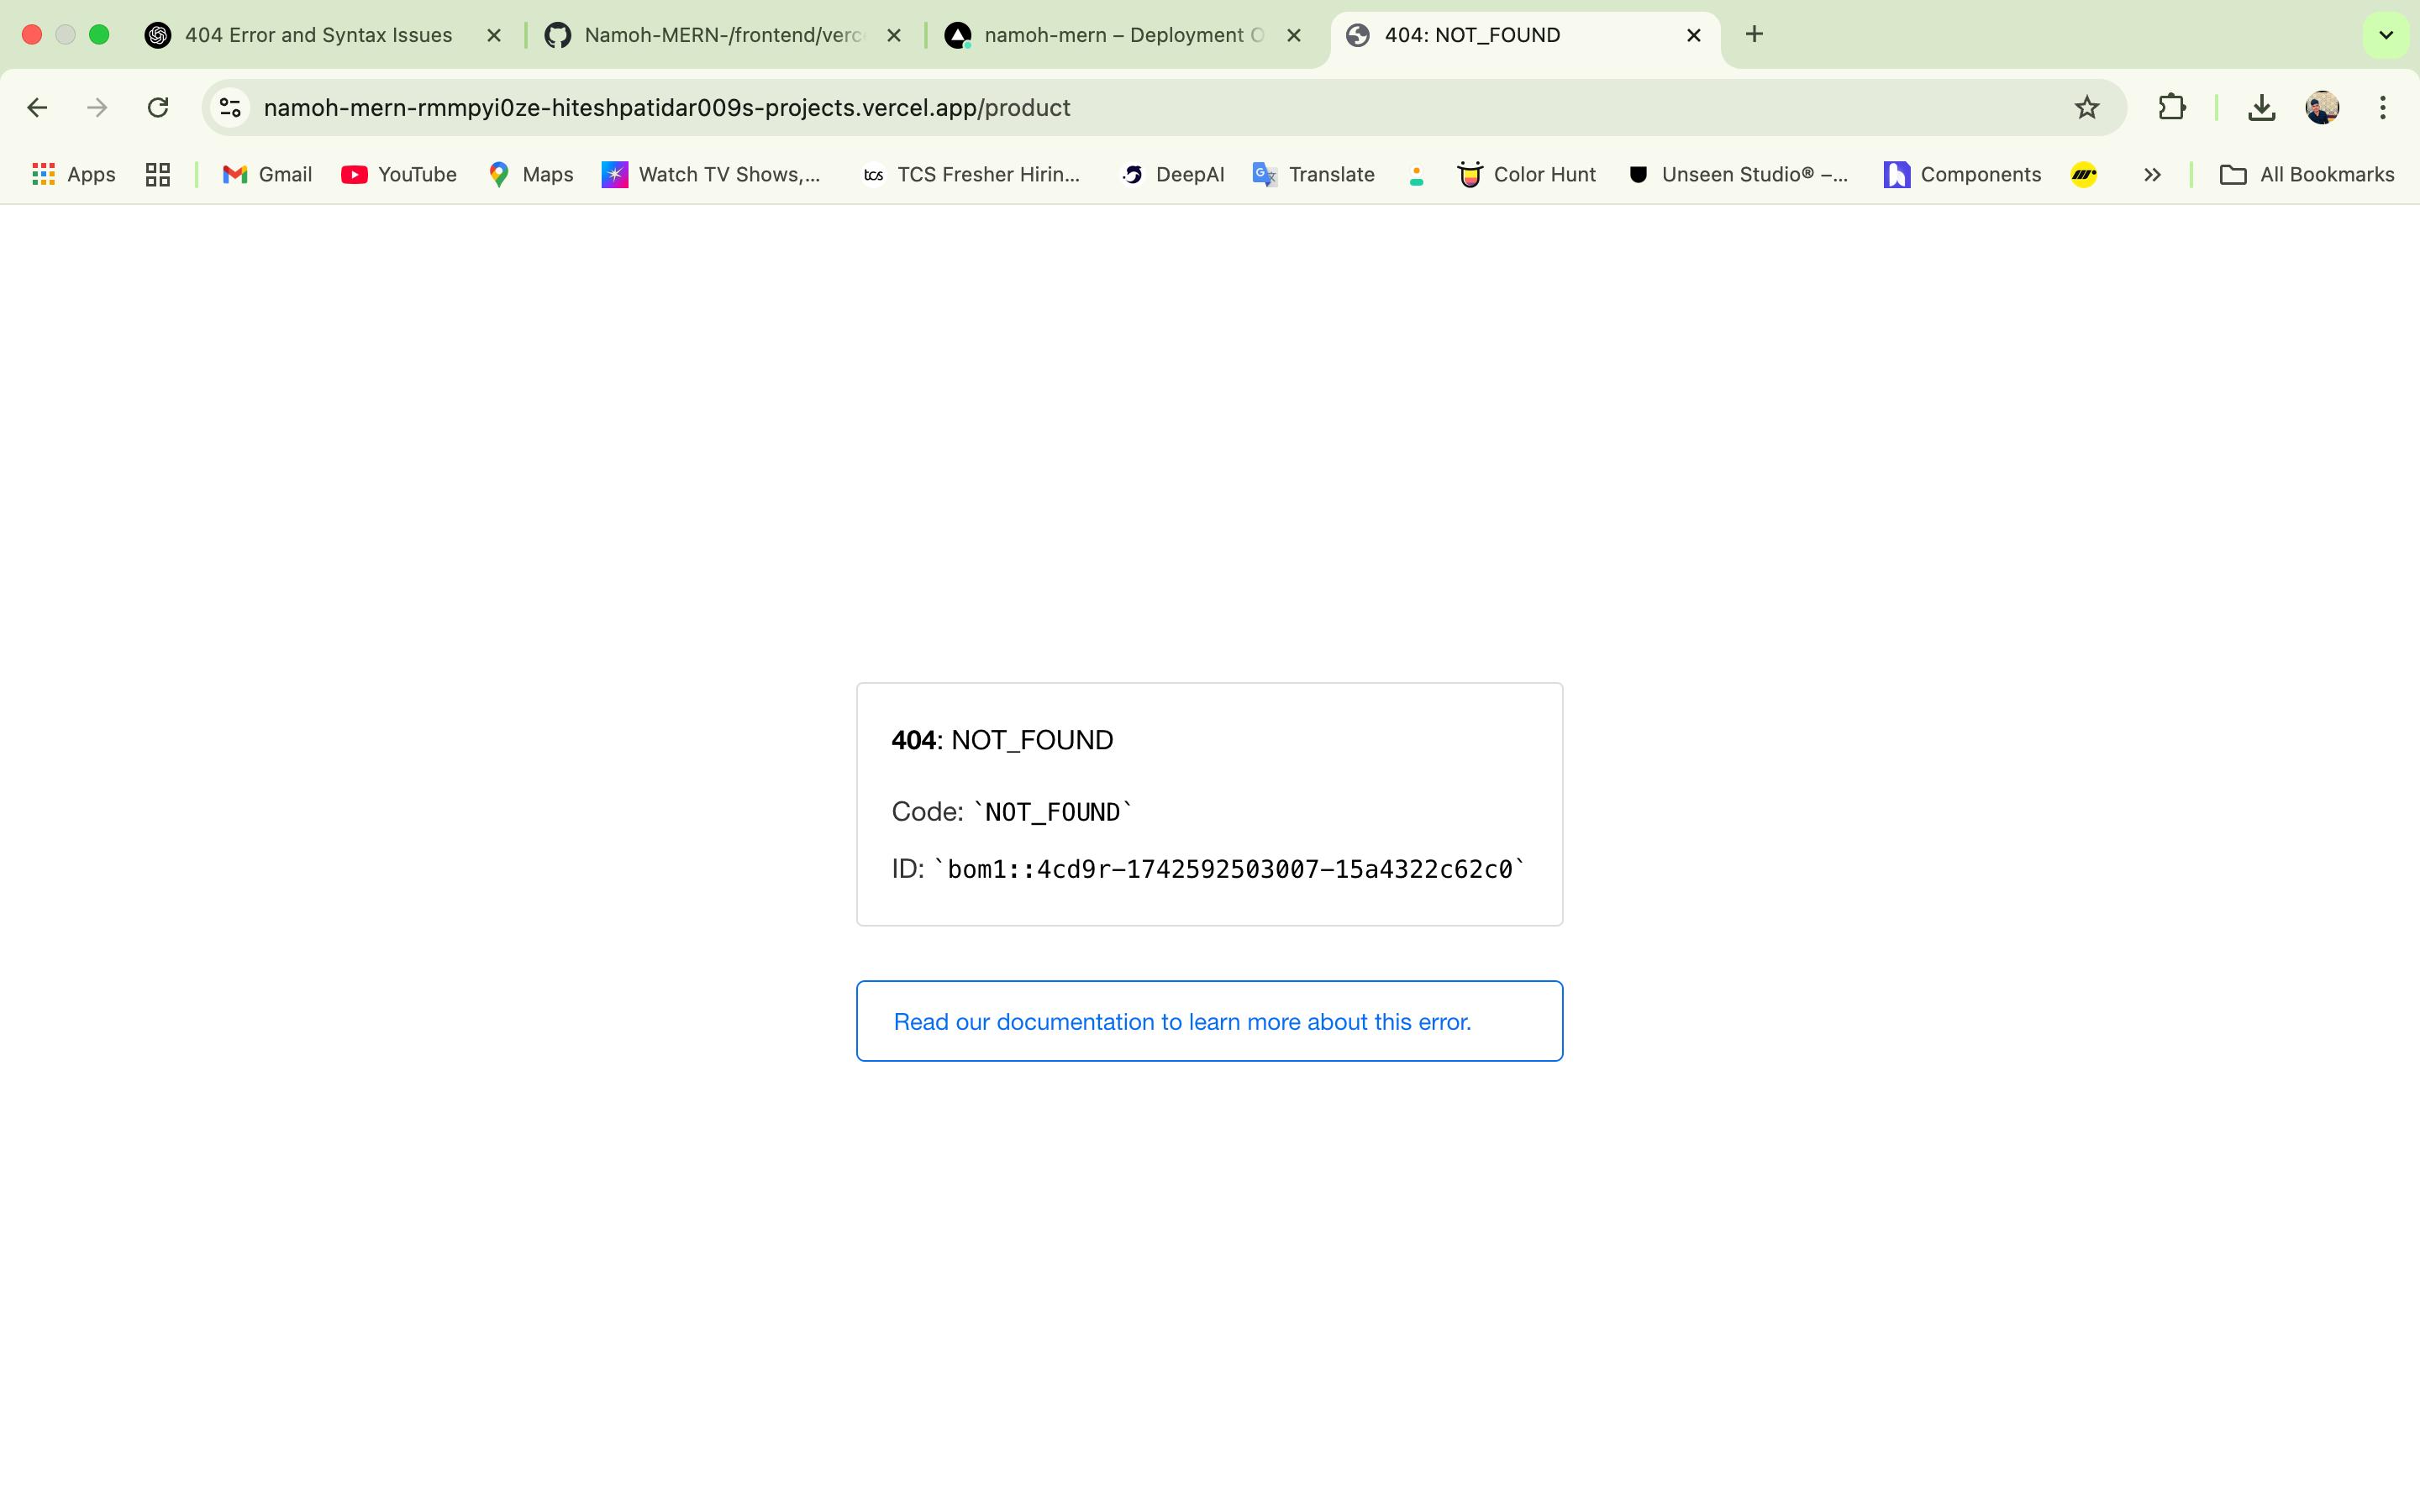 404 Error and Syntax Issues
Namoh-MERN-/frontend/verc
namoh-mern – Deployment O
404: NOT_FOUND
namoh-mern-rmmpyi0ze-hiteshpatidar009s-projects.vercel.app/product
Apps
Gmail
YouTube
Maps
Watch TV Shows,...
tcs
TCS Fresher Hirin...
DeepAI
Translate
Color Hunt
Unseen Studio® –...
Components
All Bookmarks
404: NOT_FOUND
Code: `NOT_FOUND`
ID: `bom1::4cd9r-1742592503007-15a4322c62c0`
Read our documentation to learn more about this error.